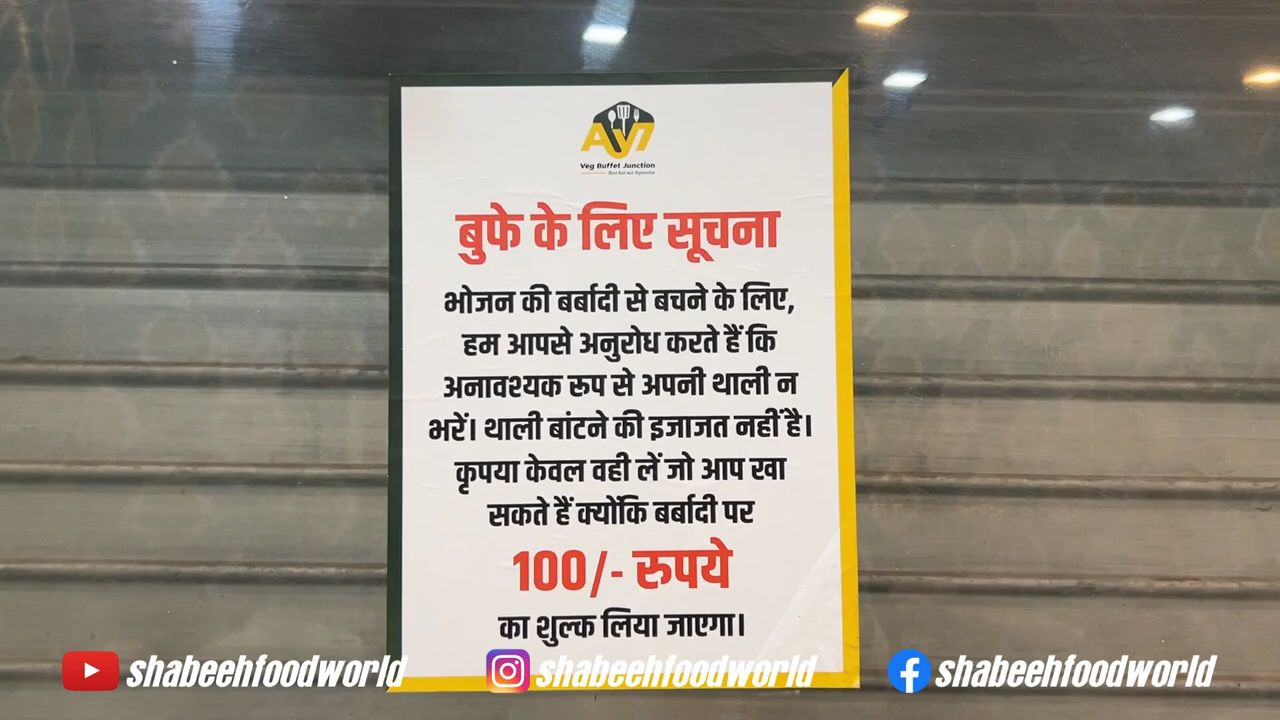 AVJ
Veg Buffet Junction
बुफे के लिए सूचना
भोजन की बर्बादी से बचने के लिए,
हम आपसे अनुरोध करते हैं कि
अनावश्यक रुप से अपनी थाली न
भरें। थाली बांटने की इजाजत नहीं है।
कृपया केवल वही लें जो आप खा
सकते हैं क्योंकि बर्बादी पर
100/- रुपये
का शुल्क लिया जाएगा।
shabeehfoodworld shabeehfoodworld shabeehfoodworld